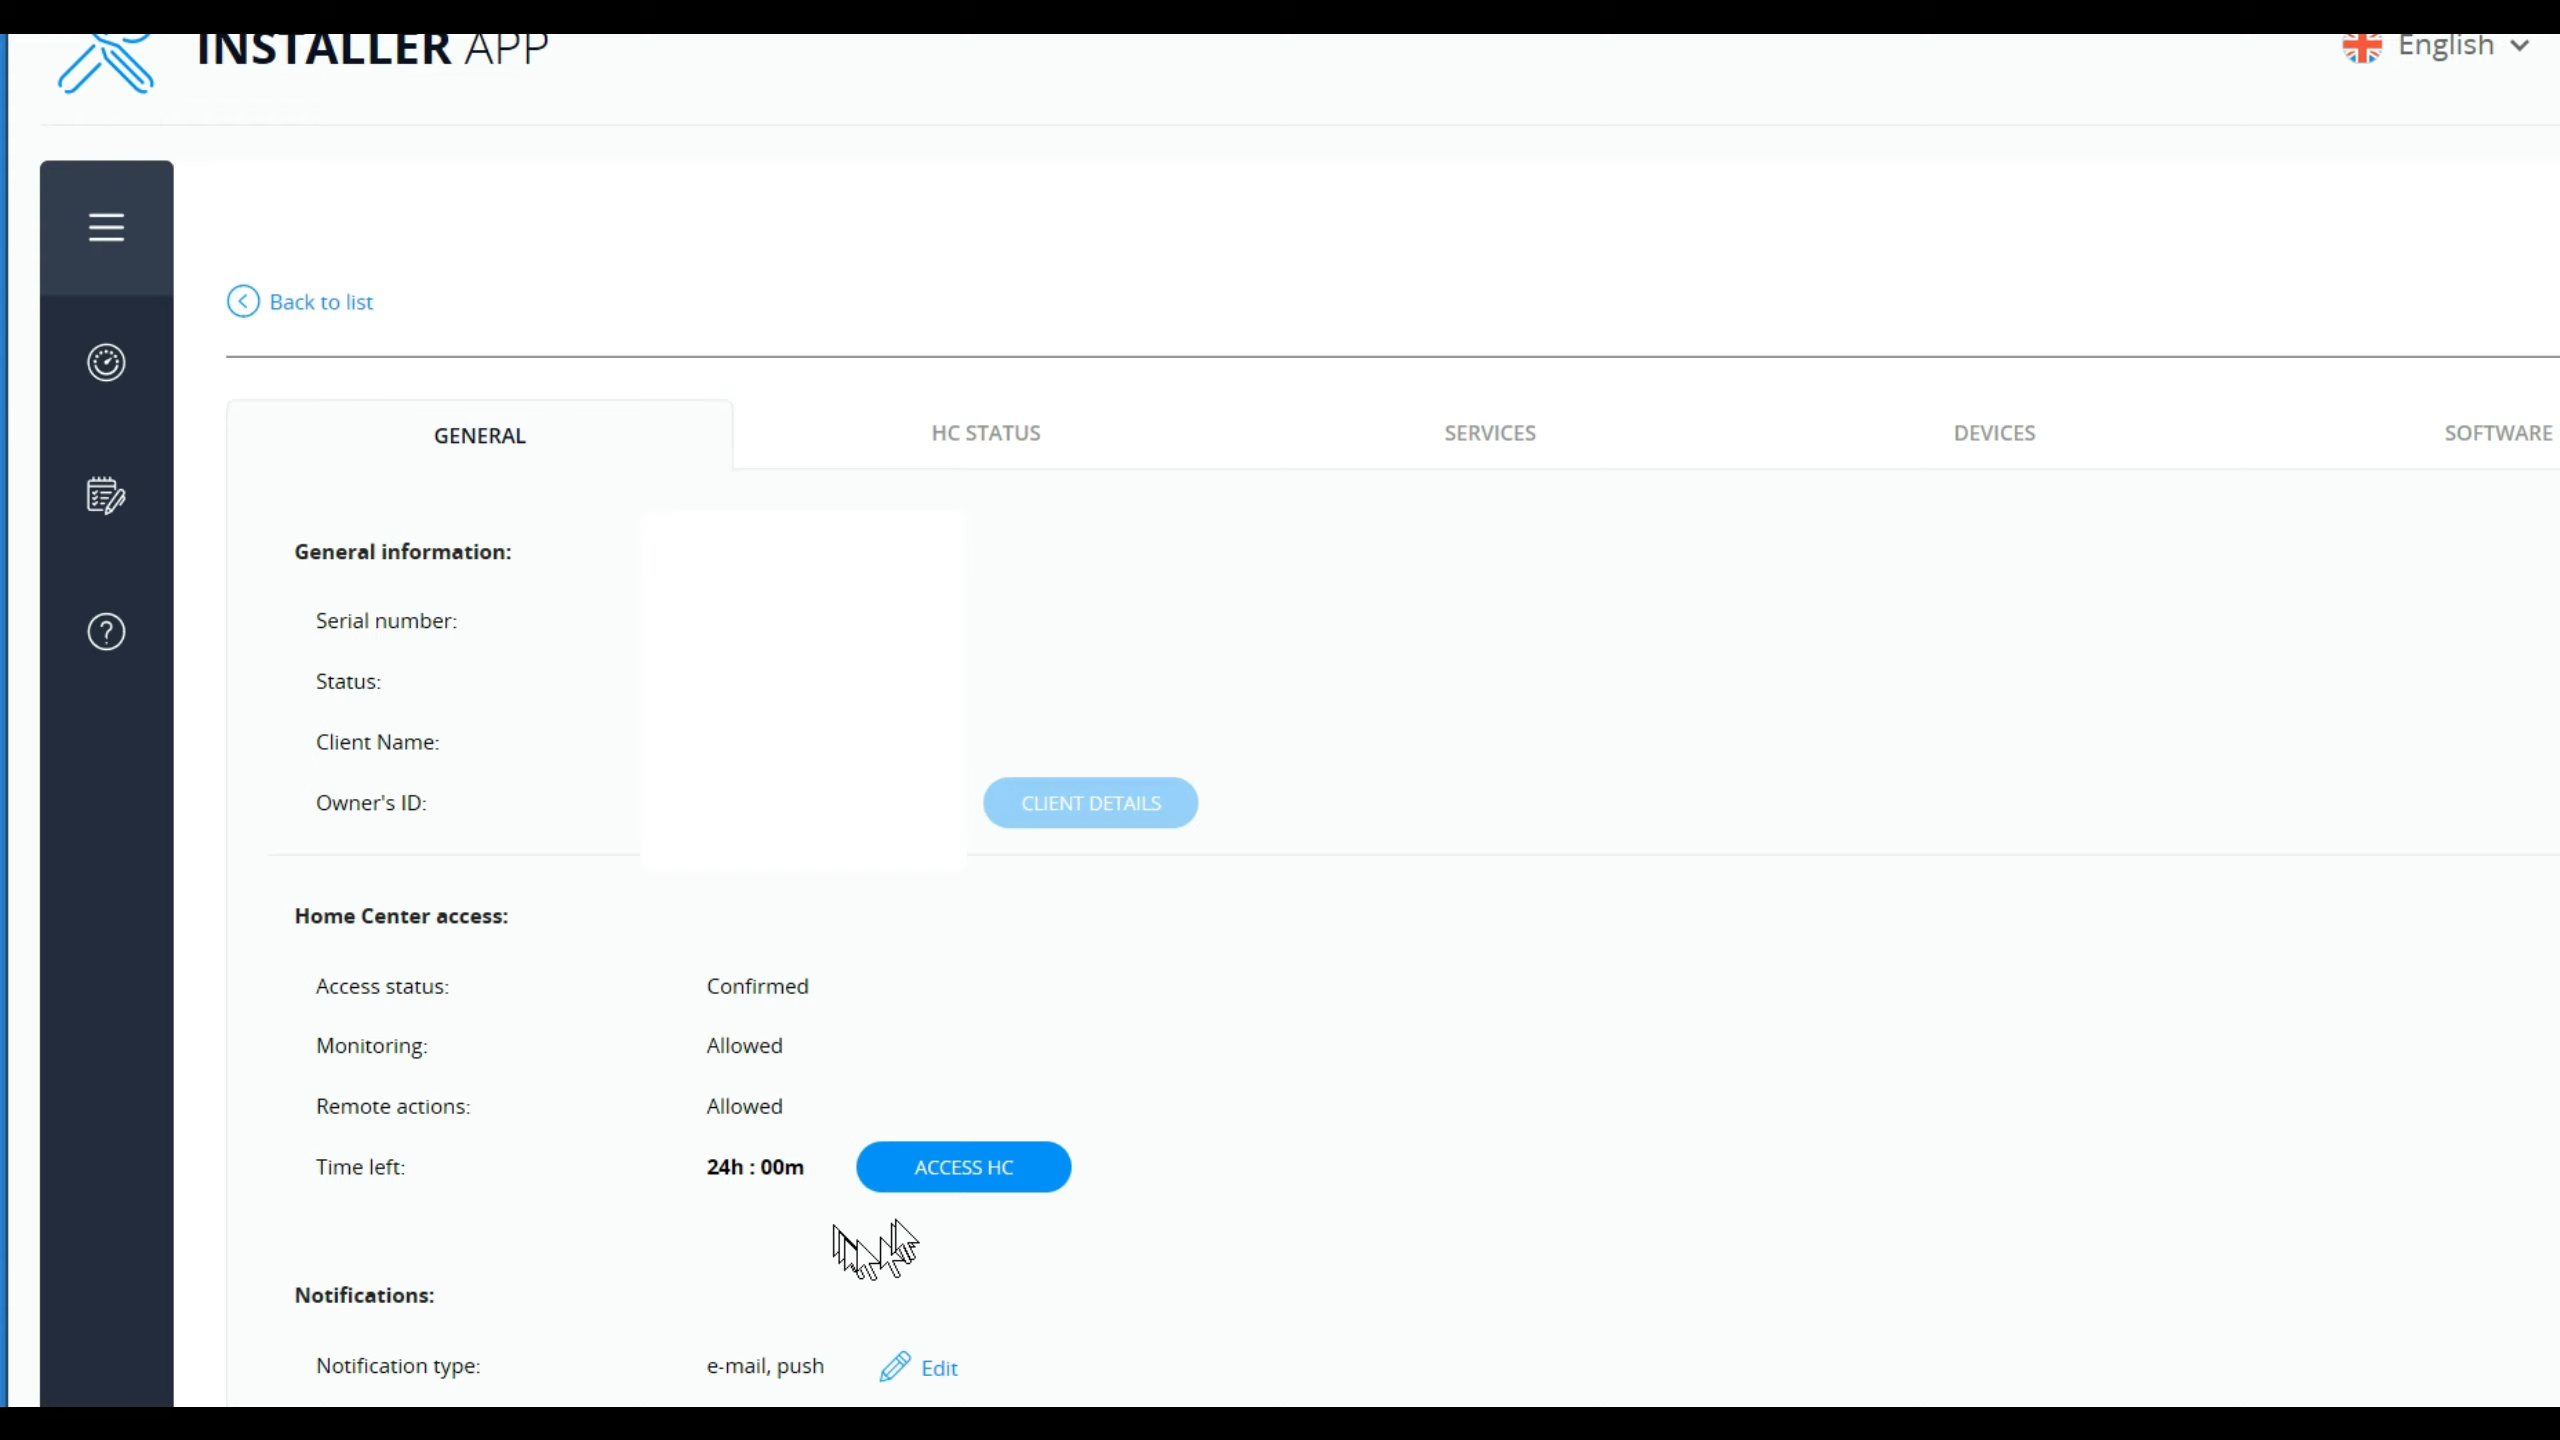 INSTALLER APP
English
Back to list
GENERAL
HC STATUS
SERVICES
DEVICES
SOFTWARE
General information:
Serial number:
Status:
Client Name:
Owner's ID:
CLIENT DETAILS
Home Center access:
Access status:
Confirmed
Monitoring:
Allowed
Remote actions:
Allowed
Time left:
24h : 00m
ACCESS HC
Notifications:
Notification type:
e-mail, push
Edit